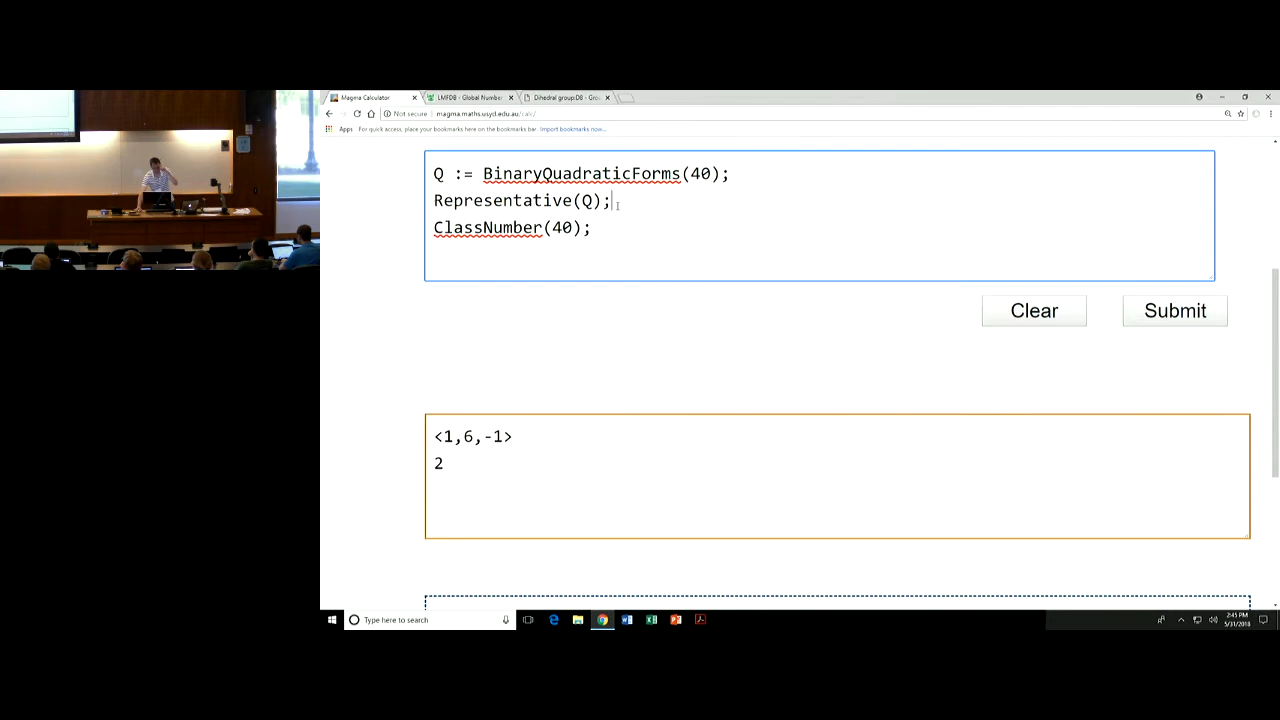 Magma Calculator
LMFDB - Global Number
Dihedral group:D8 - Grou
Not secure | magma.maths.usyd.edu.au/calc/
Apps For quick access, place your bookmarks here on the bookmarks bar. Import bookmarks now...
Q := BinaryQuadraticForms(40);
Representative(Q);
ClassNumber(40);
Clear
Submit
<1,6,-1>
2
Type here to search
2:45 PM
5/31/2018